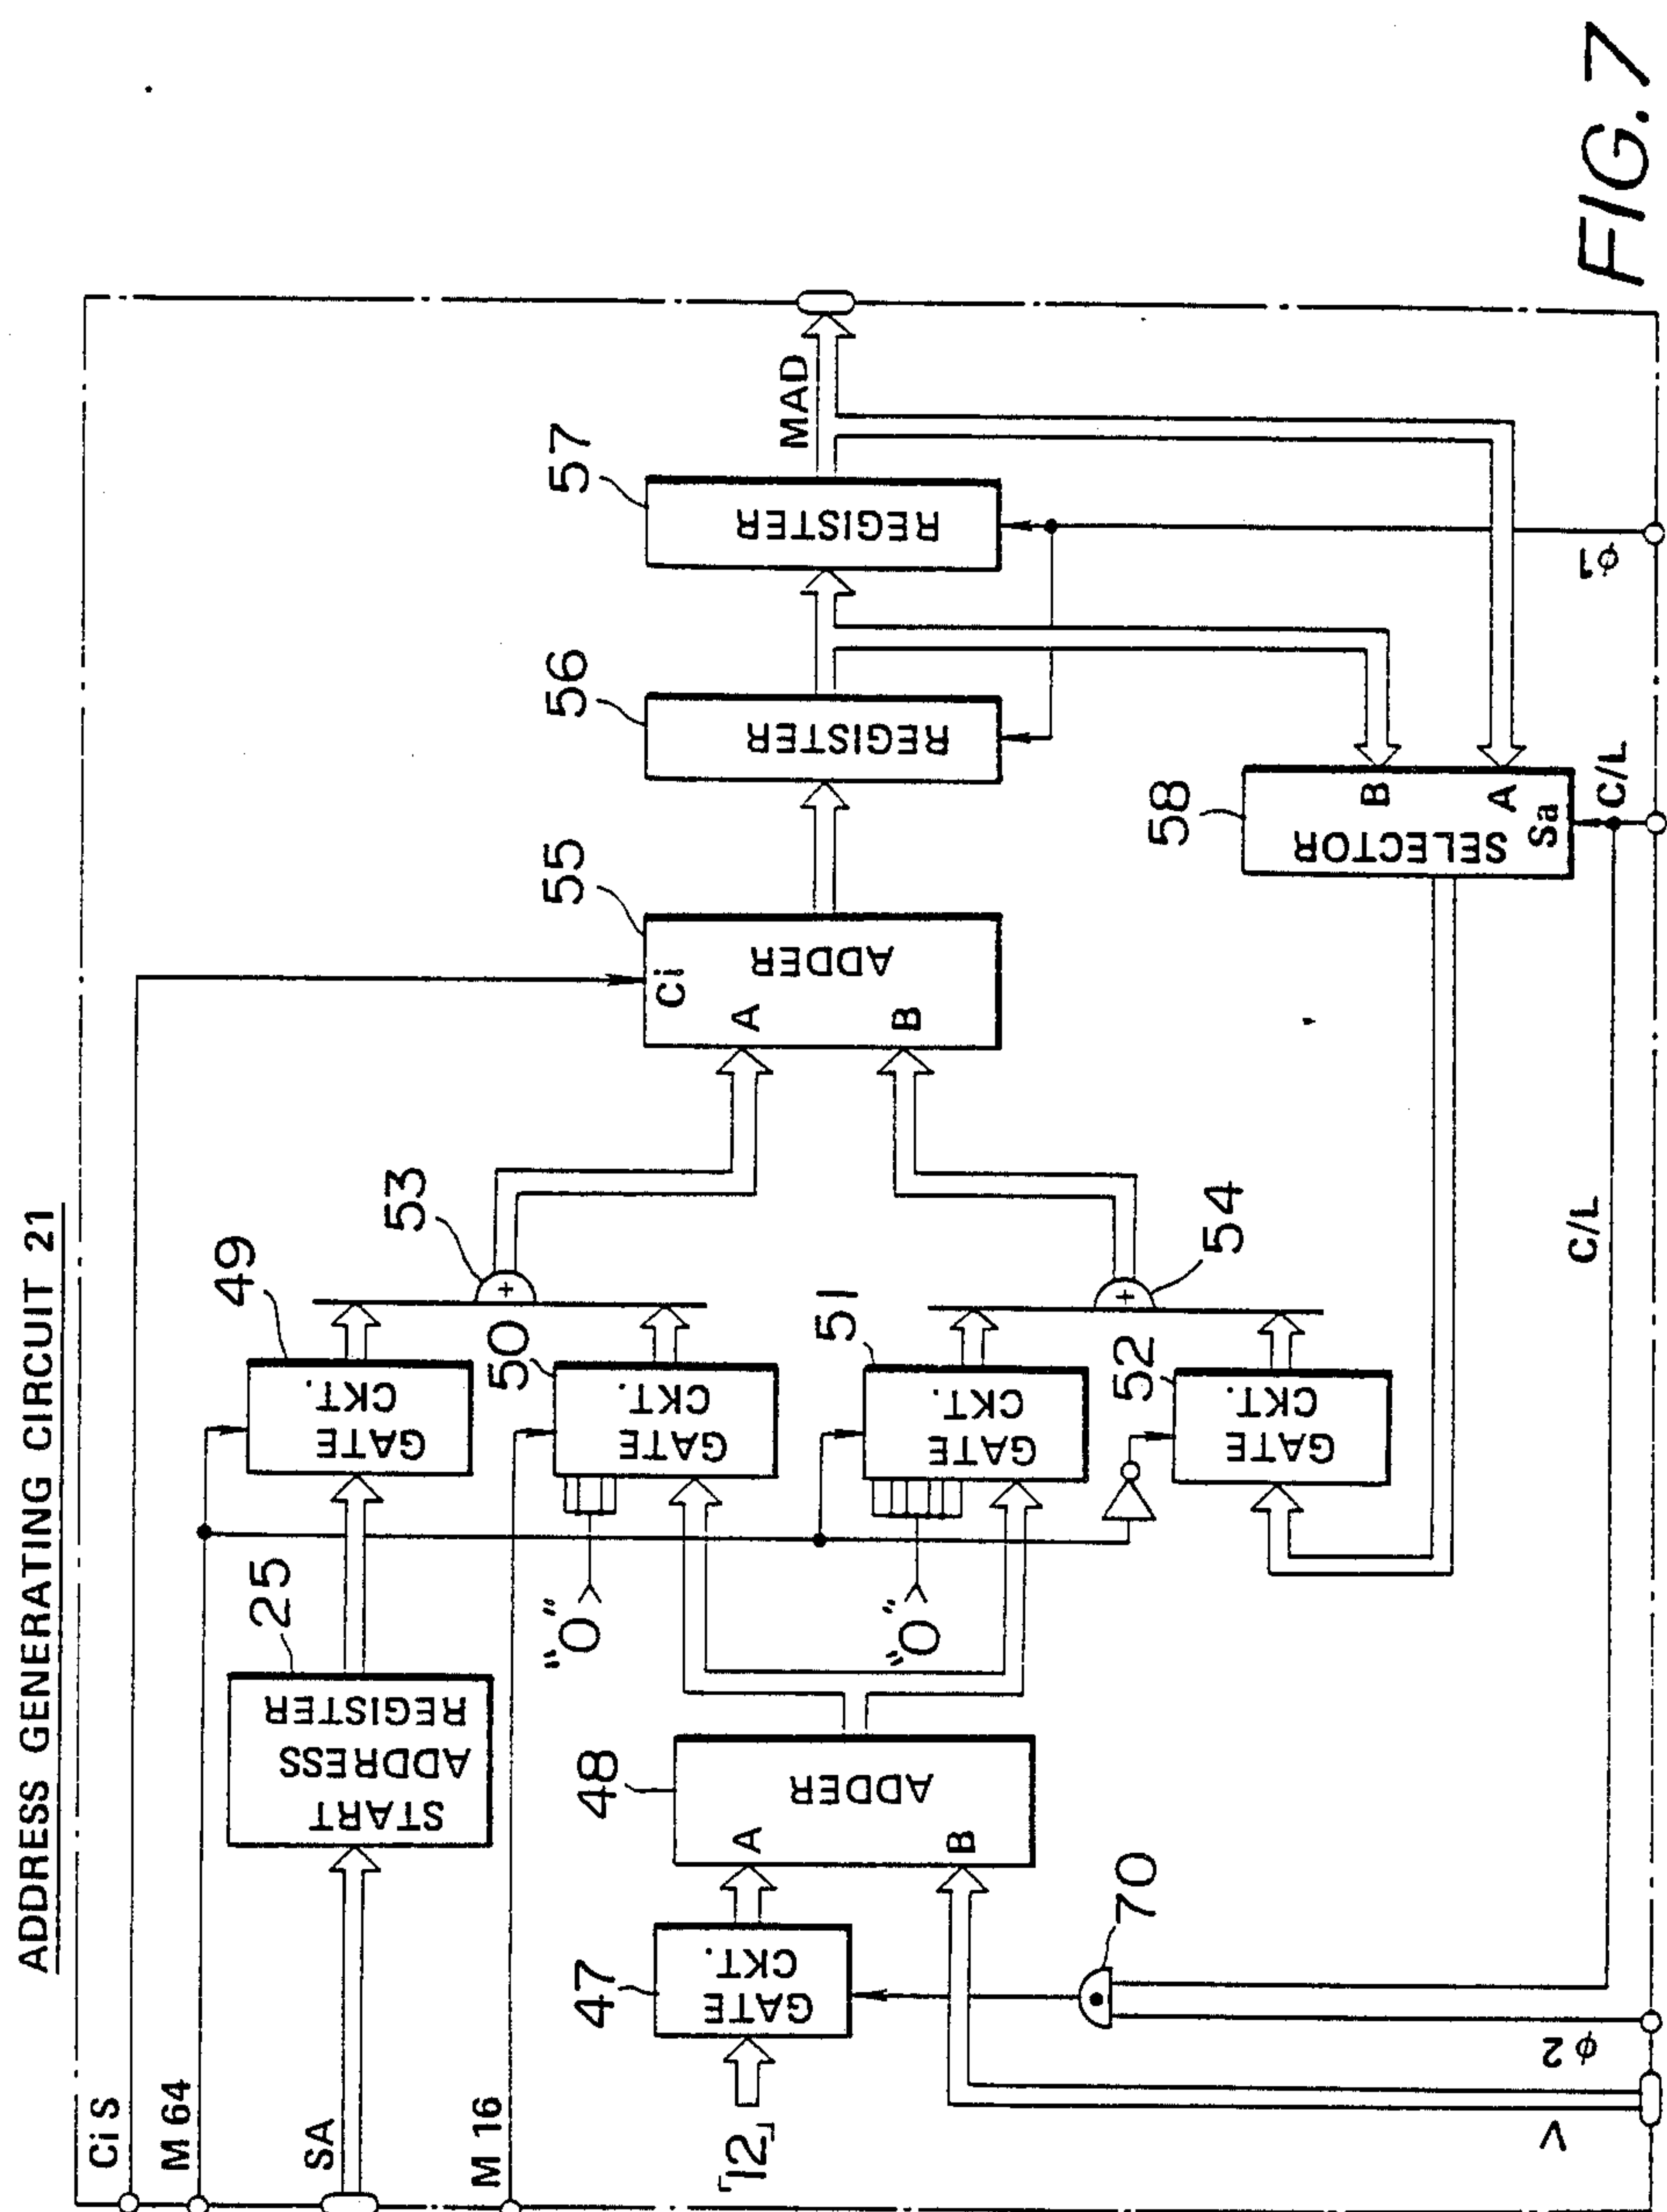 ADDRESS GENERATING CIRCUIT 21
CiS
M 64
SA
M 16
START
ADDRESS
REGISTER
25
GATE
CKT.
49
53
+
"0"
GATE
CKT.
50
"0"
GATE
CKT.
51
GATE
CKT.
52
54
+
「12」
GATE
CKT.
47
A
B
ADDER
48
70
V
φ2
C/L
Ci
A
B
ADDER
55
REGISTER
56
REGISTER
57
MAD
SELECTOR
B
A
Sa
58
C/L
φ1
FIG. 7